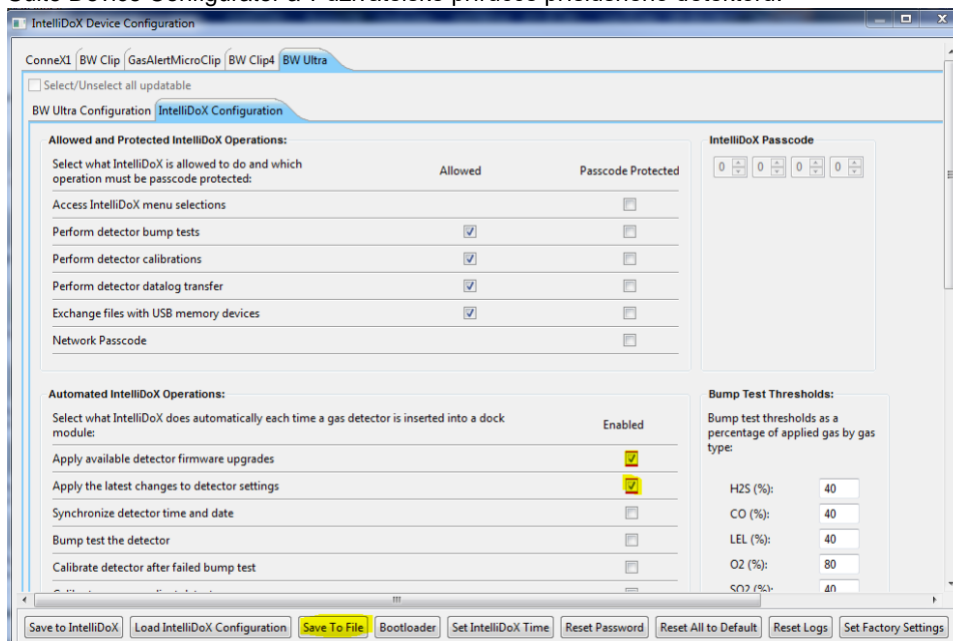 IntelliDoX Device Configuration
ConneX1 BW Clip GasAlertMicroClip BW Clip4 BW Ultra
Select/Unselect all updatable
BW Ultra Configuration IntelliDoX Configuration
Allowed and Protected IntelliDoX Operations:
IntelliDoX Passcode
Select what IntelliDoX is allowed to do and which
operation must be passcode protected:
Allowed
Passcode Protected
0 0 0 0
Access IntelliDoX menu selections
Perform detector bump tests
Perform detector calibrations
Perform detector datalog transfer
Exchange files with USB memory devices
Network Passcode
Automated IntelliDoX Operations:
Bump Test Thresholds:
Select what IntelliDoX does automatically each time a gas detector is inserted into a dock
module:
Enabled
Bump test thresholds as a
percentage of applied gas by gas
type:
Apply available detector firmware upgrades
Apply the latest changes to detector settings
H2S (%): 40
Synchronize detector time and date
CO (%): 40
Bump test the detector
LEL (%): 40
Calibrate detector after failed bump test
O2 (%): 80
SO2 (%): 40
Save to IntelliDoX Load IntelliDoX Configuration Save To File Bootloader Set IntelliDoX Time Reset Password Reset All to Default Reset Logs Set Factory Settings